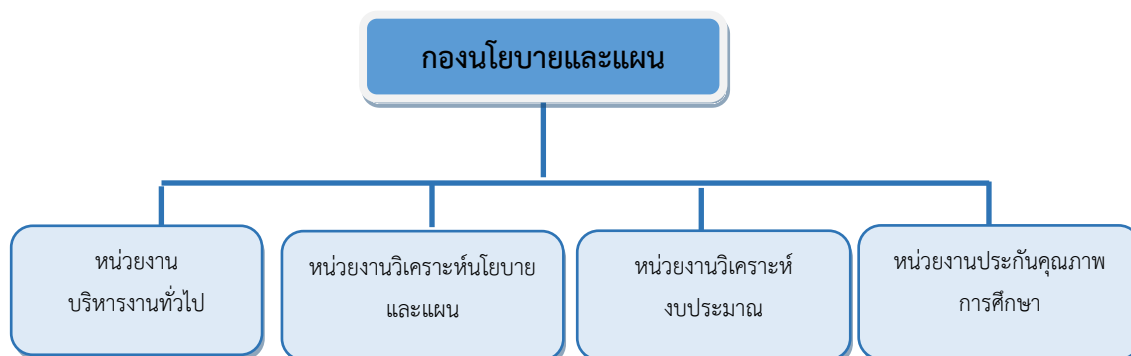 กองนโยบายและแผน
หน่วยงาน
บริหารงานทั่วไป
หน่วยงานวิเคราะห์นโยบาย
และแผน
หน่วยงานวิเคราะห์
งบประมาณ
หน่วยงานประกันคุณภาพ
การศึกษา